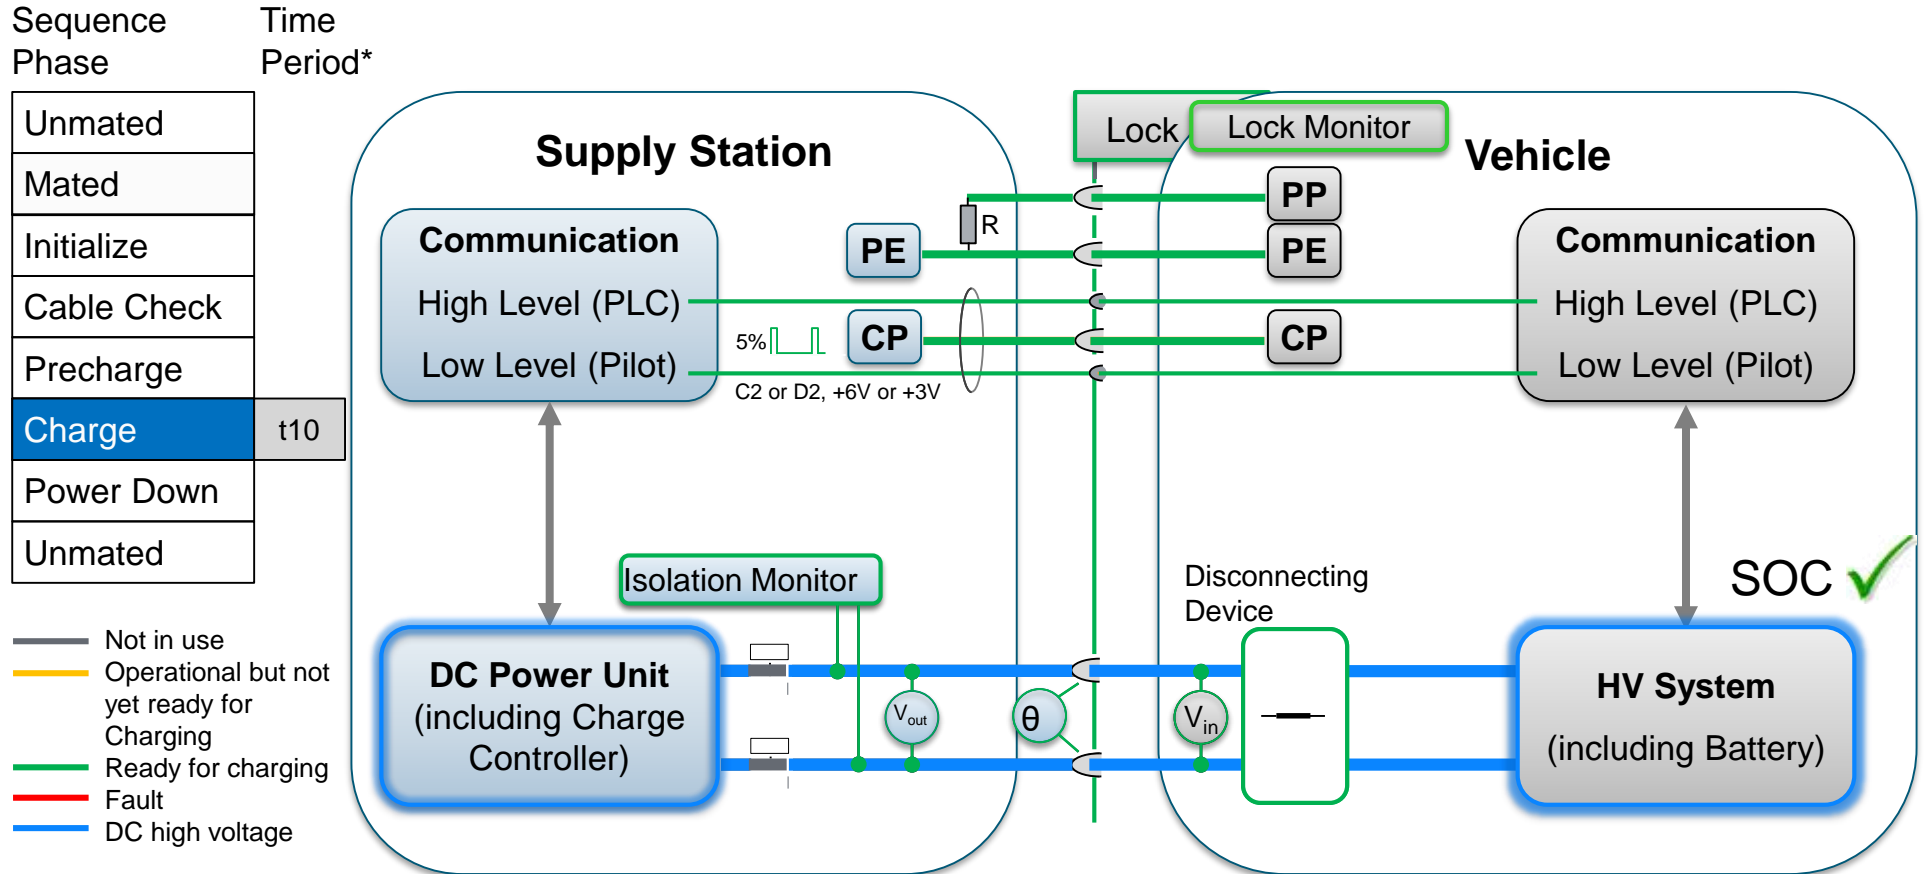 Sequence
Phase
Time
Period*
Unmated
Mated
Initialize
Cable Check
Precharge
Charge
t10
Power Down
Unmated
Not in use
Operational but not
yet ready for
Charging
Ready for charging
Fault
DC high voltage
Supply Station
Communication
High Level (PLC)
Low Level (Pilot)
PE
R
5%
CP
C2 or D2, +6V or +3V
Isolation Monitor
DC Power Unit
(including Charge
Controller)
Vout
θ
Lock
Lock Monitor
Vehicle
PP
PE
CP
Communication
High Level (PLC)
Low Level (Pilot)
Disconnecting
Device
Vin
SOC
HV System
(including Battery)